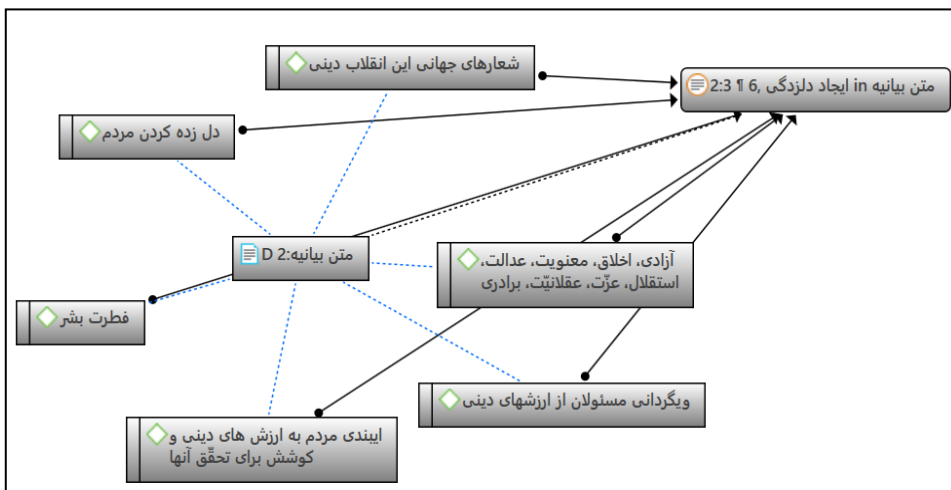 شعارهای جهانی این انقلاب دینی
2:3 ¶ 6, ایجاد دلزدگی in متن بیانیه
دل زده کردن مردم
D 2:متن بیانیه
آزادی، اخلاق، معنویت، عدالت،
استقلال، عزّت، عقلانیّت، برادری
فطرت بشر
ویگردانی مسئولان از ارزشهای دینی
ایبندی مردم به ارزش های دینی و
کوشش برای تحقّق آنها